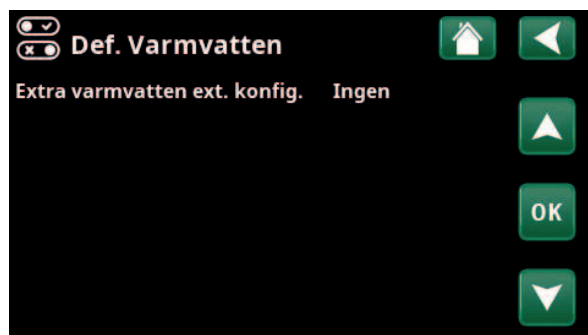 Def. Varmvatten
Extra varmvatten ext. konfig. Ingen
OK